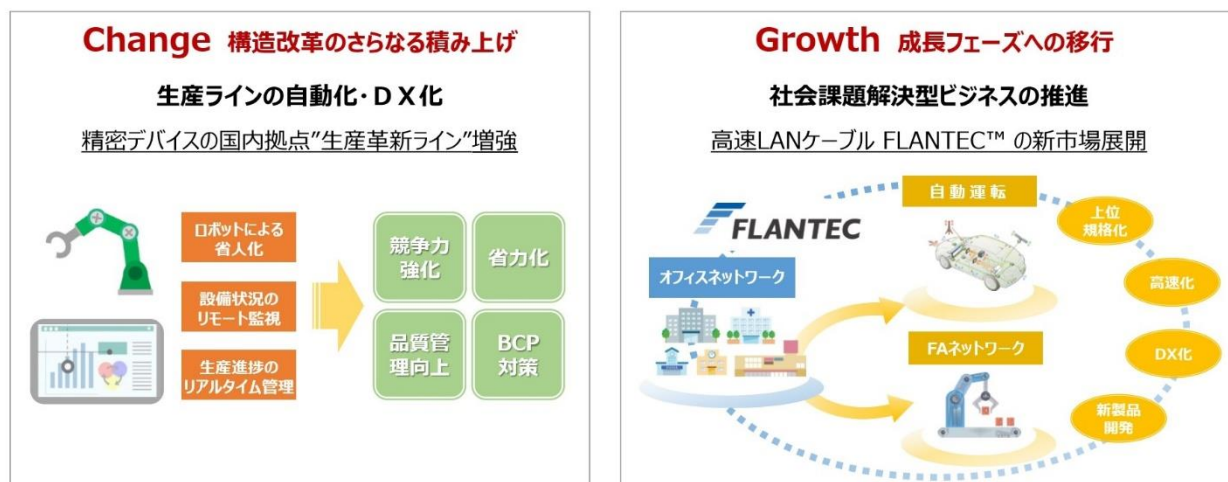 Change 構造改革のさらなる積み上げ
生産ラインの自動化・ＤＸ化
精密デバイスの国内拠点”生産革新ライン”増強
ロボットによる
省人化
設備状況の
リモート監視
生産進捗の
リアルタイム管理
競争力
強化
省力化
品質管
理向上
BCP
対策
Growth 成長フェーズへの移行
社会課題解決型ビジネスの推進
高速LANケーブル FLANTEC™ の新市場展開
FLANTEC
オフィスネットワーク
自動運転
FAネットワーク
上位
規格化
高速化
DX化
新製品
開発